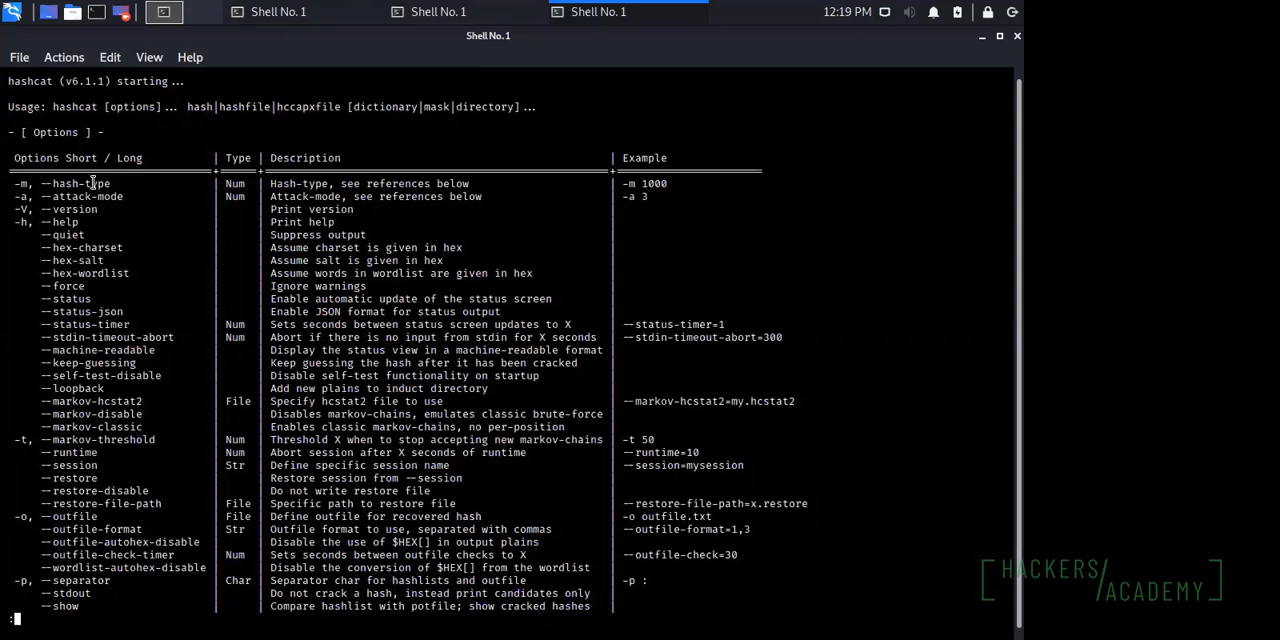 Shell No.1 Shell No.1 Shell No.1 12:19 PM
Shell No.1
File Actions Edit View Help
hashcat (v6.1.1) starting...
Usage: hashcat [options]... hash|hashfile|hccapxfile [dictionary|mask|directory]...
- [ Options ] -
Options Short / Long | Type | Description | Example
-m, --hash-type | Num | Hash-type, see references below | -m 1000
-a, --attack-mode | Num | Attack-mode, see references below | -a 3
-V, --version | | Print version |
-h, --help | | Print help |
--quiet | | Suppress output |
--hex-charset | | Assume charset is given in hex |
--hex-salt | | Assume salt is given in hex |
--hex-wordlist | | Assume words in wordlist are given in hex |
--force | | Ignore warnings |
--status | | Enable automatic update of the status screen |
--status-json | | Enable JSON format for status output |
--status-timer | Num | Sets seconds between status screen updates to X | --status-timer=1
--stdin-timeout-abort | Num | Abort if there is no input from stdin for X seconds | --stdin-timeout-abort=300
--machine-readable | | Display the status view in a machine-readable format |
--keep-guessing | | Keep guessing the hash after it has been cracked |
--self-test-disable | | Disable self-test functionality on startup |
--loopback | | Add new plains to induct directory |
--markov-hcstat2 | File | Specify hcstat2 file to use | --markov-hcstat2=my.hcstat2
--markov-disable | | Disables markov-chains, emulates classic brute-force |
--markov-classic | | Enables classic markov-chains, no per-position |
-t, --markov-threshold | Num | Threshold X when to stop accepting new markov-chains | -t 50
--runtime | Num | Abort session after X seconds of runtime | --runtime=10
--session | Str | Define specific session name | --session=mysession
--restore | | Restore session from --session |
--restore-disable | | Do not write restore file |
--restore-file-path | File | Specific path to restore file | --restore-file-path=x.restore
-o, --outfile | File | Define outfile for recovered hash | -o outfile.txt
--outfile-format | Str | Outfile format to use, separated with commas | --outfile-format=1,3
--outfile-autohex-disable | | Disable the use of $HEX[] in output plains |
--outfile-check-timer | Num | Sets seconds between outfile checks to X | --outfile-check=30
--wordlist-autohex-disable | | Disable the conversion of $HEX[] from the wordlist |
-p, --separator | Char | Separator char for hashlists and outfile | -p :
--stdout | | Do not crack a hash, instead print candidates only |
--show | | Compare hashlist with potfile; show cracked hashes |
:
[HACKERS/
/ACADEMY]